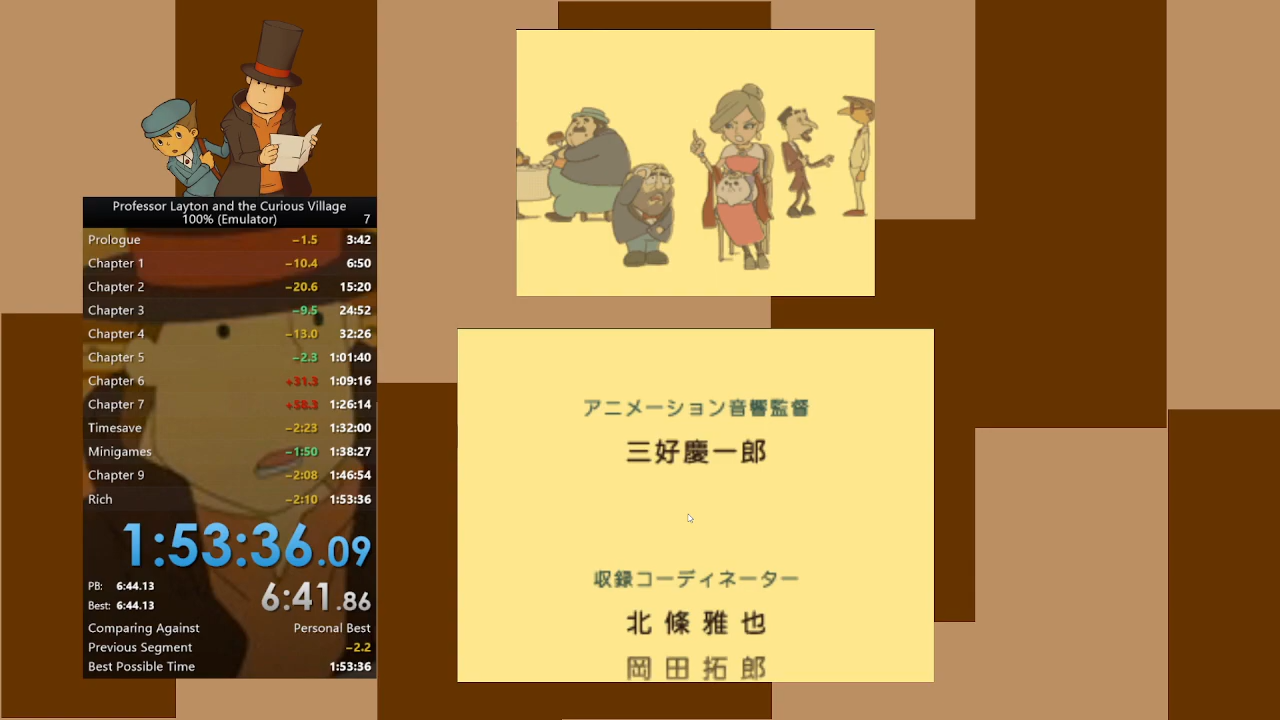 Professor Layton and the Curious Village
100% (Emulator) 7
Prologue −1.5 3:42
Chapter 1 −10.4 6:50
Chapter 2 −20.6 15:20
Chapter 3 −9.5 24:52
Chapter 4 −13.0 32:26
Chapter 5 −2.3 1:01:40
Chapter 6 +31.3 1:09:16
Chapter 7 +58.3 1:26:14
Timesave −2:23 1:32:00
Minigames −1:50 1:38:27
Chapter 9 −2:08 1:46:54
Rich −2:10 1:53:36
1:53:36.09
PB: 6:44.13
Best: 6:44.13
6:41.86
Comparing Against Personal Best
Previous Segment −2.2
Best Possible Time 1:53:36
アニメーション音響監督
三好慶一郎
収録コーディネーター
北條雅也
岡田拓郎